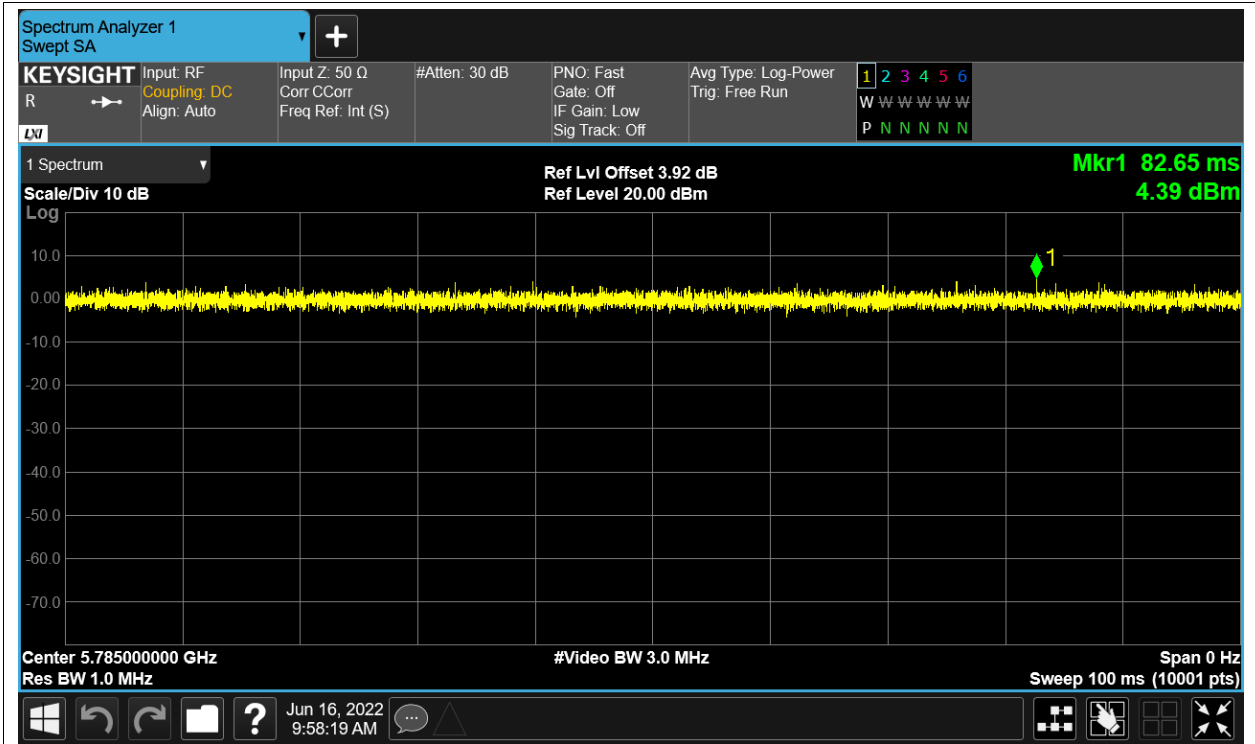 Spectrum Analyzer 1
Swept SA
KEYSIGHT Input: RF Input Z: 50 Ω #Atten: 30 dB PNO: Fast Avg Type: Log-Power 1 2 3 4 5 6
R Coupling: DC Corr CCorr Gate: Off Trig: Free Run W W W W W W
Align: Auto Freq Ref: Int (S) IF Gain: Low
LXI Sig Track: Off P N N N N N
1 Spectrum Ref Lvl Offset 3.92 dB Mkr1 82.65 ms
Scale/Div 10 dB Ref Level 20.00 dBm 4.39 dBm
Log
10.0 1
0.00
-10.0
-20.0
-30.0
-40.0
-50.0
-60.0
-70.0
Center 5.785000000 GHz #Video BW 3.0 MHz Span 0 Hz
Res BW 1.0 MHz Sweep 100 ms (10001 pts)
? Jun 16, 2022
9:58:19 AM